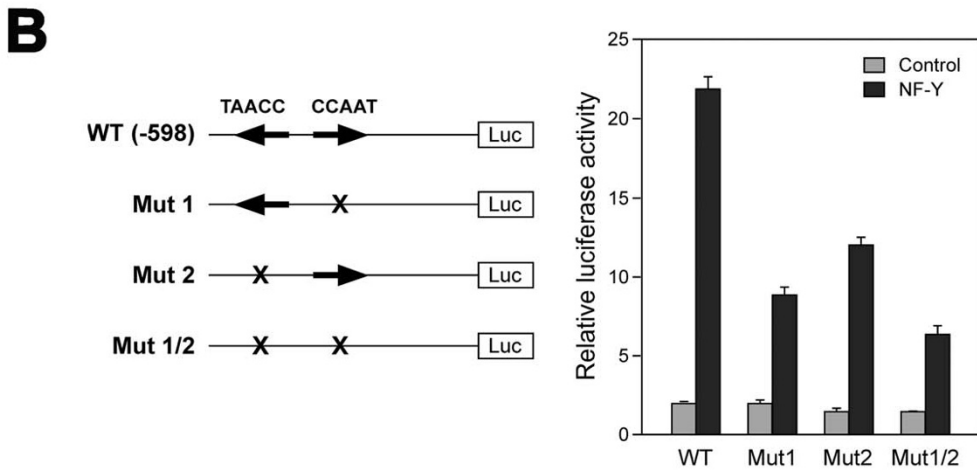 B
TAACC CCAAT
WT (-598) Luc
Mut 1 X Luc
Mut 2 X Luc
Mut 1/2 X X Luc
Relative luciferase activity
25
20
15
10
5
0
Control
NF-Y
WT Mut1 Mut2 Mut1/2